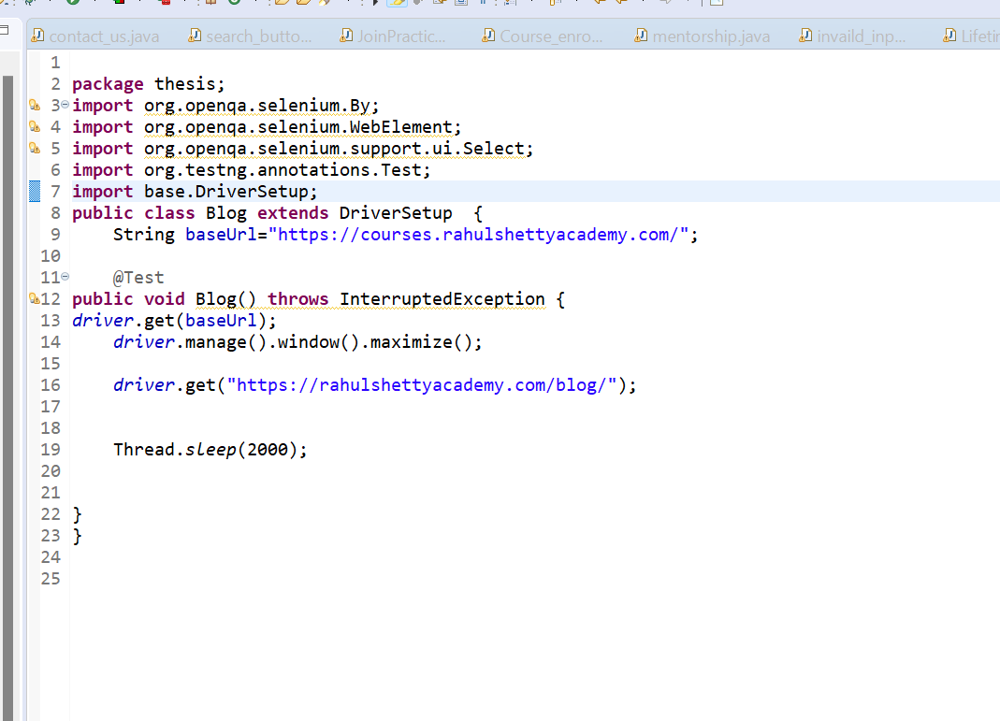 contact_us.java search_butto... JoinPractic... Course_enro... mentorship.java invaild_inp... Lifetir
1
2 package thesis;
3 import org.openqa.selenium.By;
4 import org.openqa.selenium.WebElement;
5 import org.openqa.selenium.support.ui.Select;
6 import org.testng.annotations.Test;
7 import base.DriverSetup;
8 public class Blog extends DriverSetup  {
9     String baseUrl="https://courses.rahulshettyacademy.com/";
10
11     @Test
12 public void Blog() throws InterruptedException {
13 driver.get(baseUrl);
14     driver.manage().window().maximize();
15
16     driver.get("https://rahulshettyacademy.com/blog/");
17
18
19     Thread.sleep(2000);
20
21
22 }
23 }
24
25